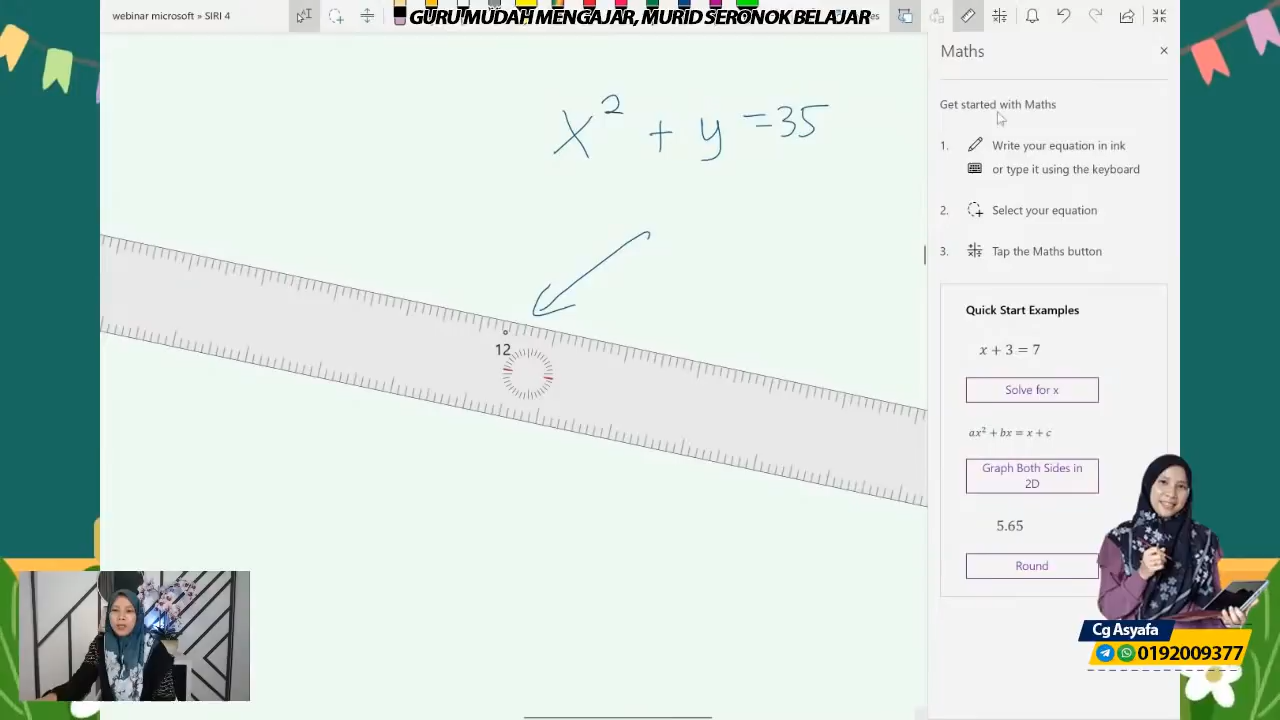 GURU MUDAH MENGAJAR, MURID SERONOK BELAJAR
webinar microsoft » SIRI 4
x² + y = 35
12°
Maths
Get started with Maths
1. Write your equation in ink
or type it using the keyboard
2. Select your equation
3. Tap the Maths button
Quick Start Examples
x + 3 = 7
Solve for x
ax² + bx = x + c
Graph Both Sides in
2D
5.65
Round
Cg Asyafa
0192009377